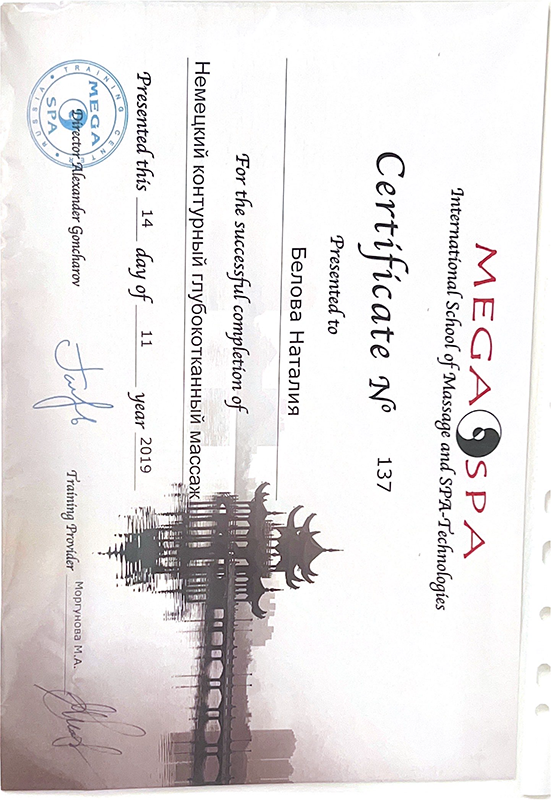 MEGA SPA
International School of Massage and SPA-Technologies
Certificate № 137
Presented to
Белова Наталия
For the successful completion of
Немецкий контурный глубокотканный массаж
Presented this 14 day of 11 year 2019
Director Alexander Goncharov
Training Provider Моргунова М.А.
TRAINING CENTER
MEGA
SPA
RUSSIA